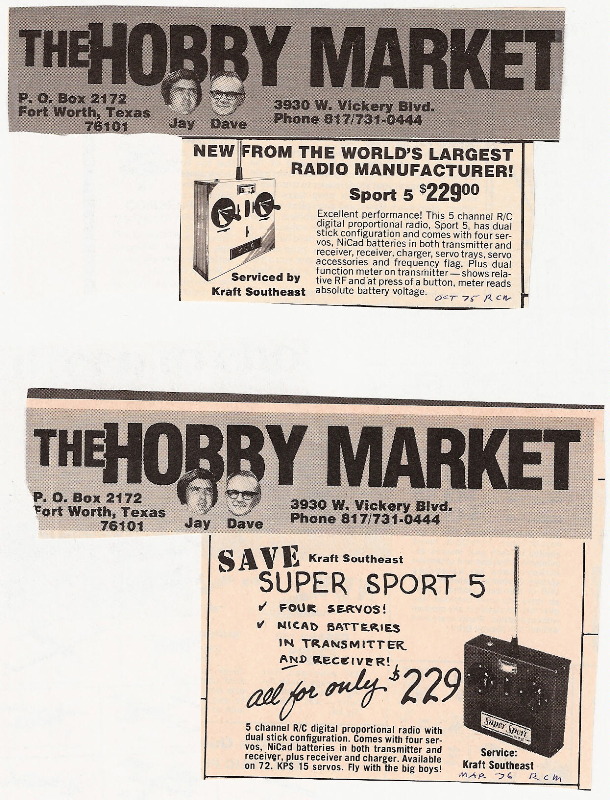 THE HOBBY MARKET
P. O. Box 2172
Fort Worth, Texas
76101
Jay Dave
3930 W. Vickery Blvd.
Phone 817/731-0444
NEW FROM THE WORLD'S LARGEST
RADIO MANUFACTURER!
Sport 5 $229⁰⁰
Excellent performance! This 5 channel R/C
digital proportional radio, Sport 5, has dual
stick configuration and comes with four ser-
vos, NiCad batteries in both transmitter and
receiver, receiver, charger, servo trays, servo
accessories and frequency flag. Plus dual
function meter on transmitter — shows rela-
tive RF and at press of a button, meter reads
absolute battery voltage.
Serviced by
Kraft Southeast
OCT 75 RCM
THE HOBBY MARKET
P. O. Box 2172
Fort Worth, Texas
76101
Jay Dave
3930 W. Vickery Blvd.
Phone 817/731-0444
SAVE Kraft Southeast
SUPER SPORT 5
✓ FOUR SERVOS!
✓ NICAD BATTERIES
IN TRANSMITTER
AND RECEIVER!
all for only $229
5 channel R/C digital proportional radio with
dual stick configuration. Comes with four ser-
vos, NiCad batteries in both transmitter and
receiver, plus receiver and charger. Available
on 72. KPS 15 servos. Fly with the big boys!
Super Sport
Service:
Kraft Southeast
MAR 76 RCM